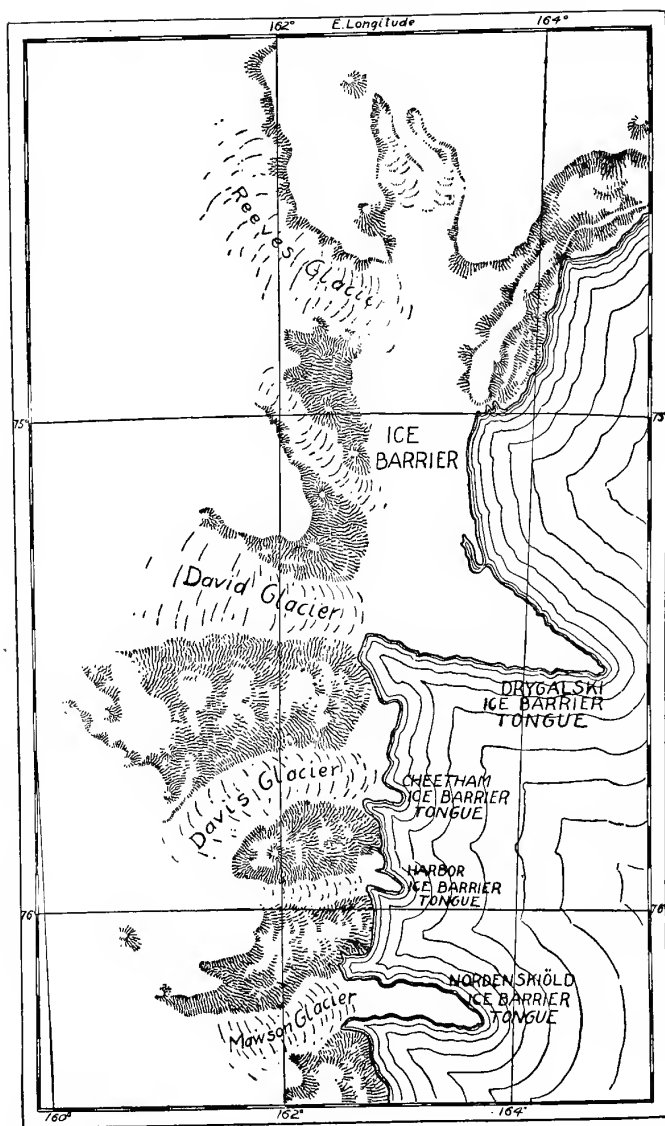 162° E. Longitude 164°
Reeves Glacier
75° 75°
ICE
BARRIER
David Glacier
DRYGALSKI
ICE BARRIER
TONGUE
Davis Glacier
CHEETHAM
ICE BARRIER
TONGUE
HARBOR
ICE BARRIER
TONGUE
76° 76°
NORDENSKIÖLD
ICE BARRIER
TONGUE
Mawson Glacier
160° 162° 164°